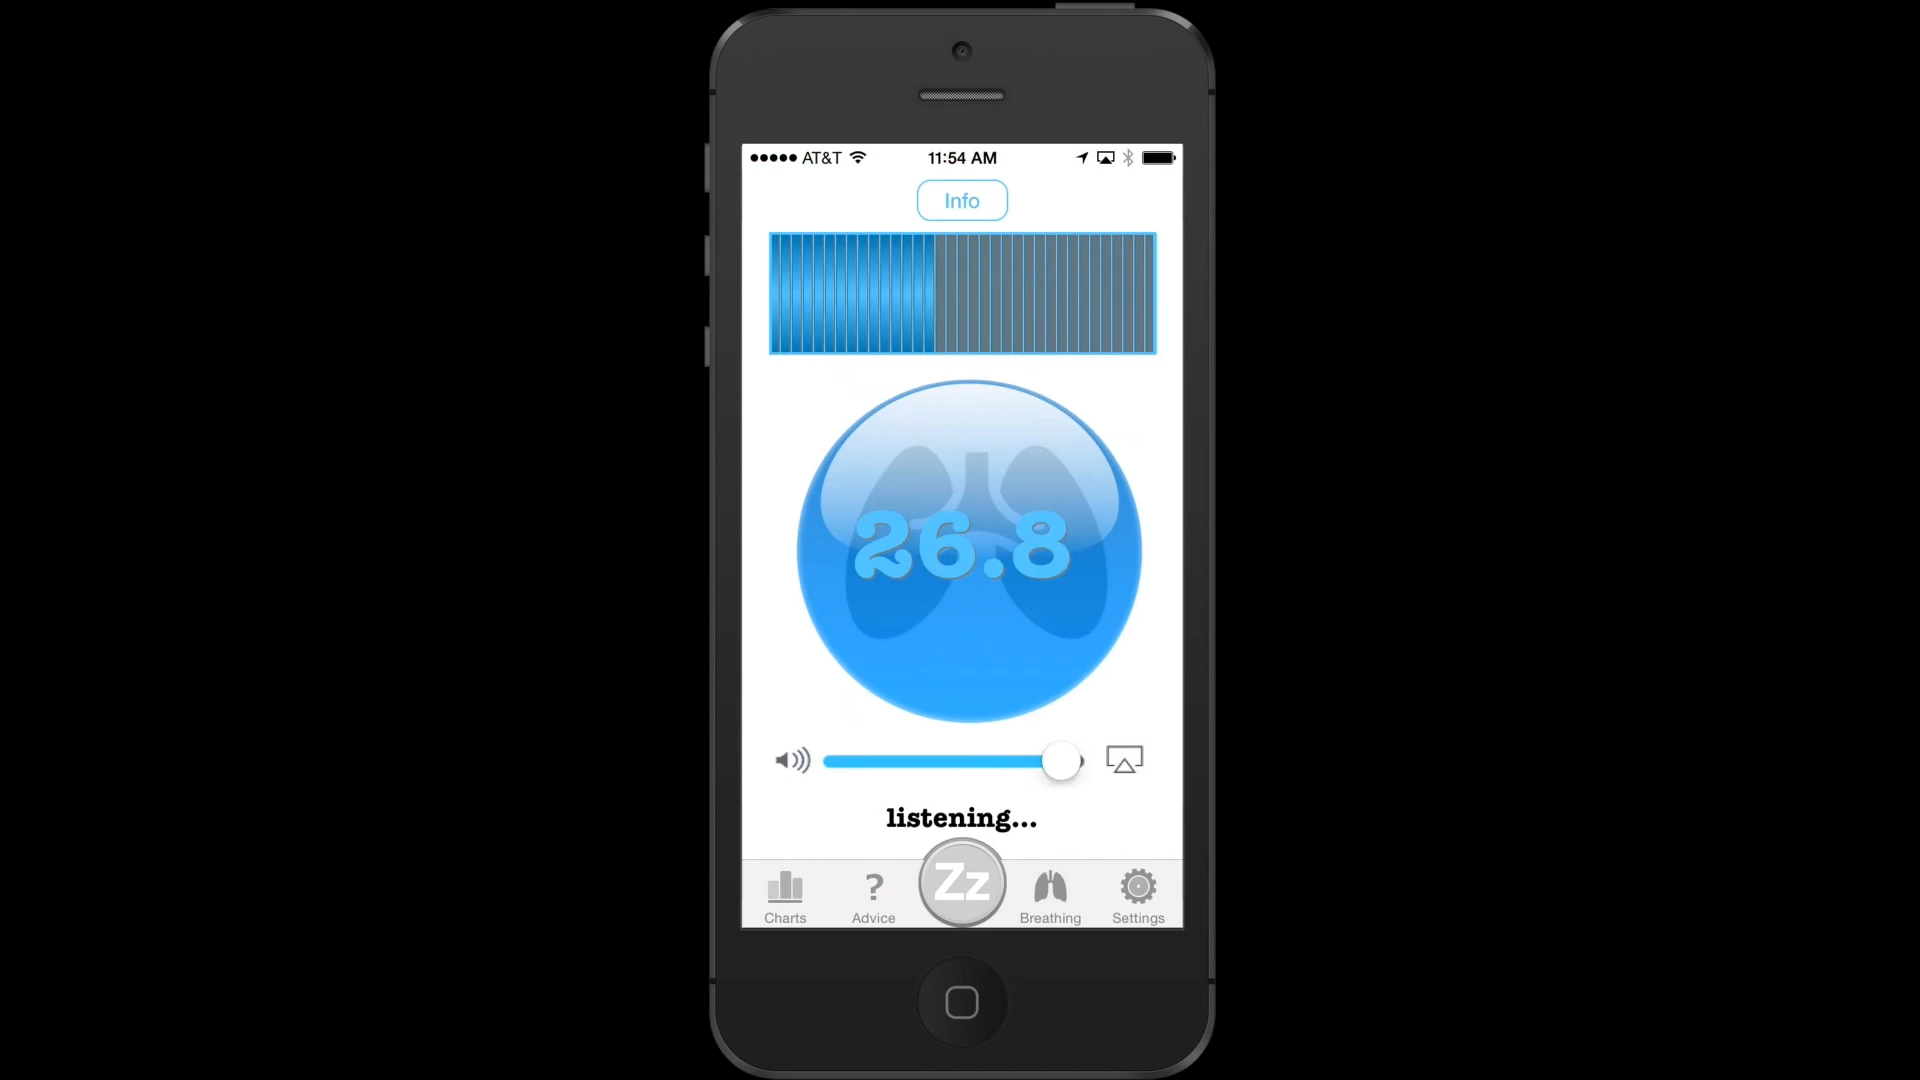 AT&T 11:54 AM
Info
26.8
listening...
Zz
Charts ? Advice Breathing Settings